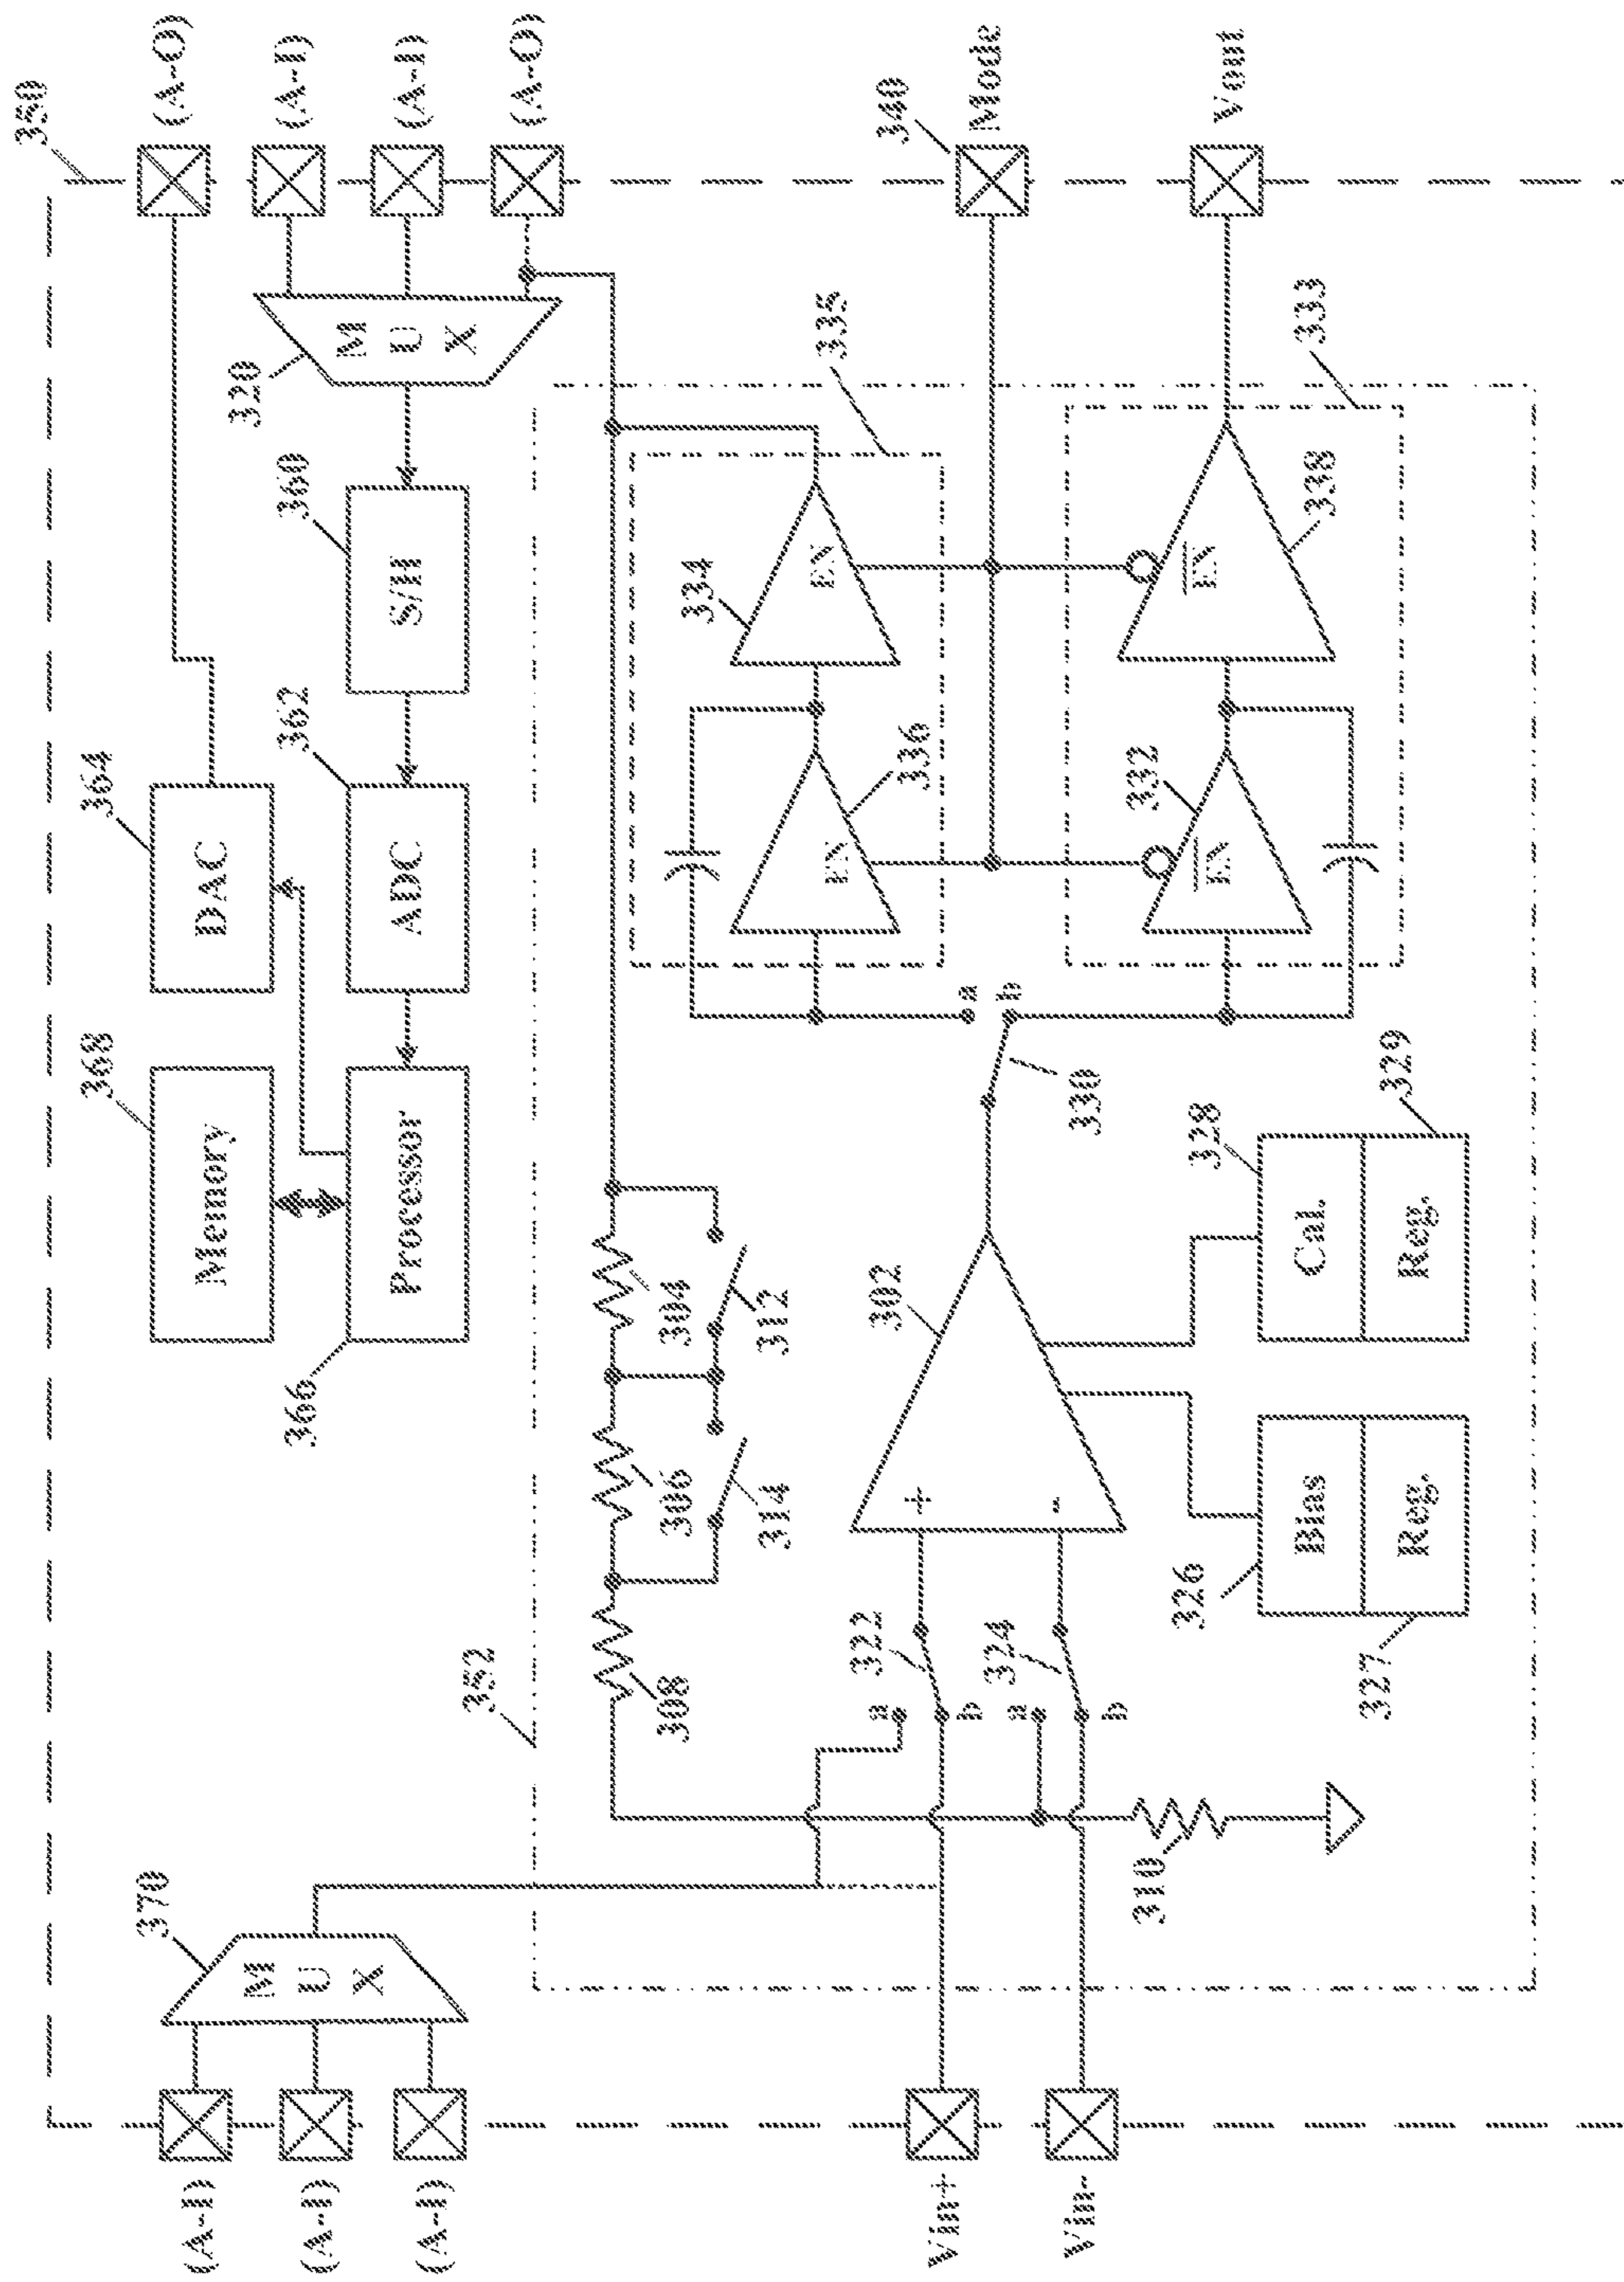 350
(A-O)
(A-I)
(A-I)
(A-O)
340
Mode
Vout
320
M
U
X
360
S/H
362
ADC
364
DAC
368
Memory
366
Processor
335
333
334
EN
336
EN
338
EN
332
EN
a
b
330
302
+
-
304
306
308
312
314
328
Cal.
329
Reg.
326
Bias
327
Reg.
352
322
324
a
b
a
b
310
370
M
U
X
(A-I)
(A-I)
(A-I)
Vin+
Vin-